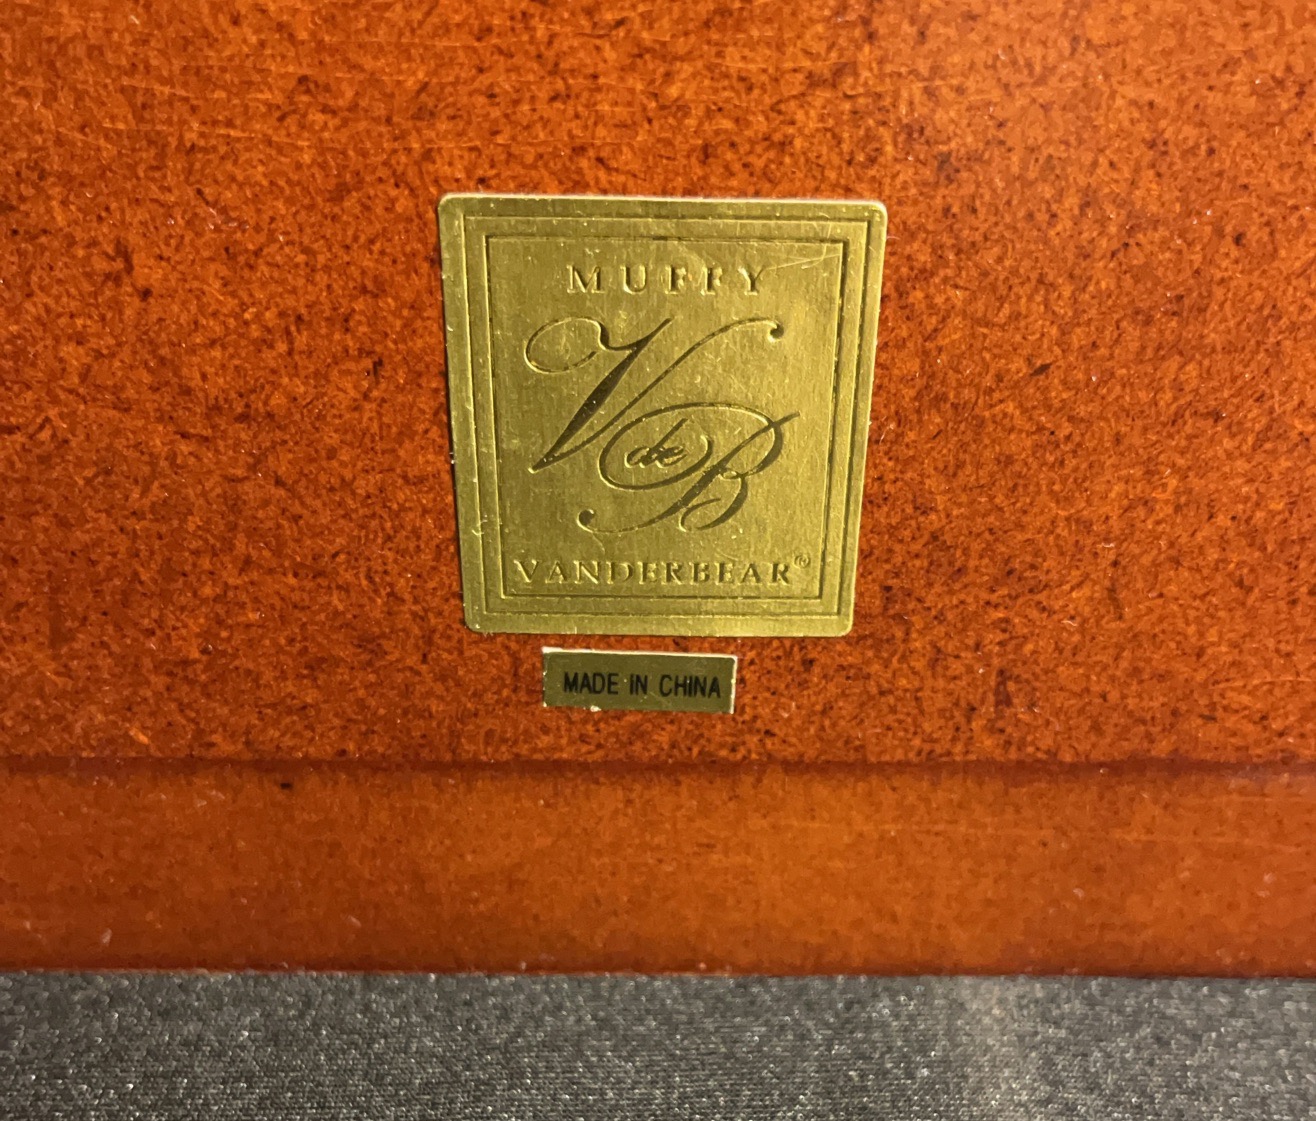 MUFFY
V de B
VANDERBEAR®
MADE IN CHINA